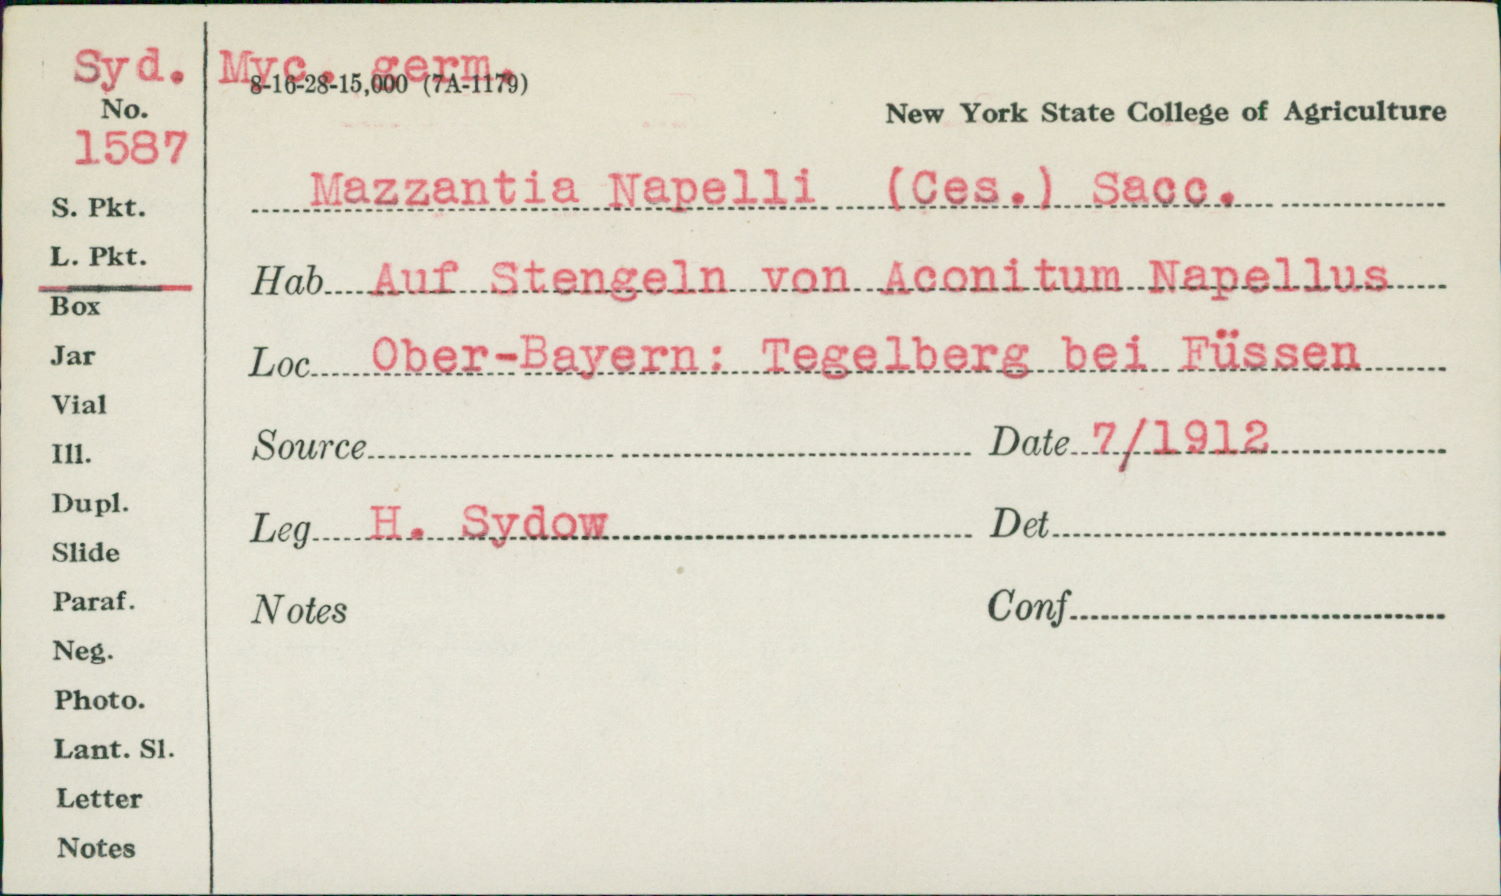 Syd. Myc. germ.
8-16-28-15,000 (7A-1179)
No.
New York State College of Agriculture
1587
Mazzantia Napelli (Ces.) Sacc.
S. Pkt.
L. Pkt.
Hab Auf Stengeln von Aconitum Napellus
Box
Jar
Loc Ober-Bayern: Tegelberg bei Füssen
Vial
Ill.
Source Date 7/1912
Dupl.
Leg H. Sydow Det
Slide
Paraf.
Notes Conf
Neg.
Photo.
Lant. Sl.
Letter
Notes